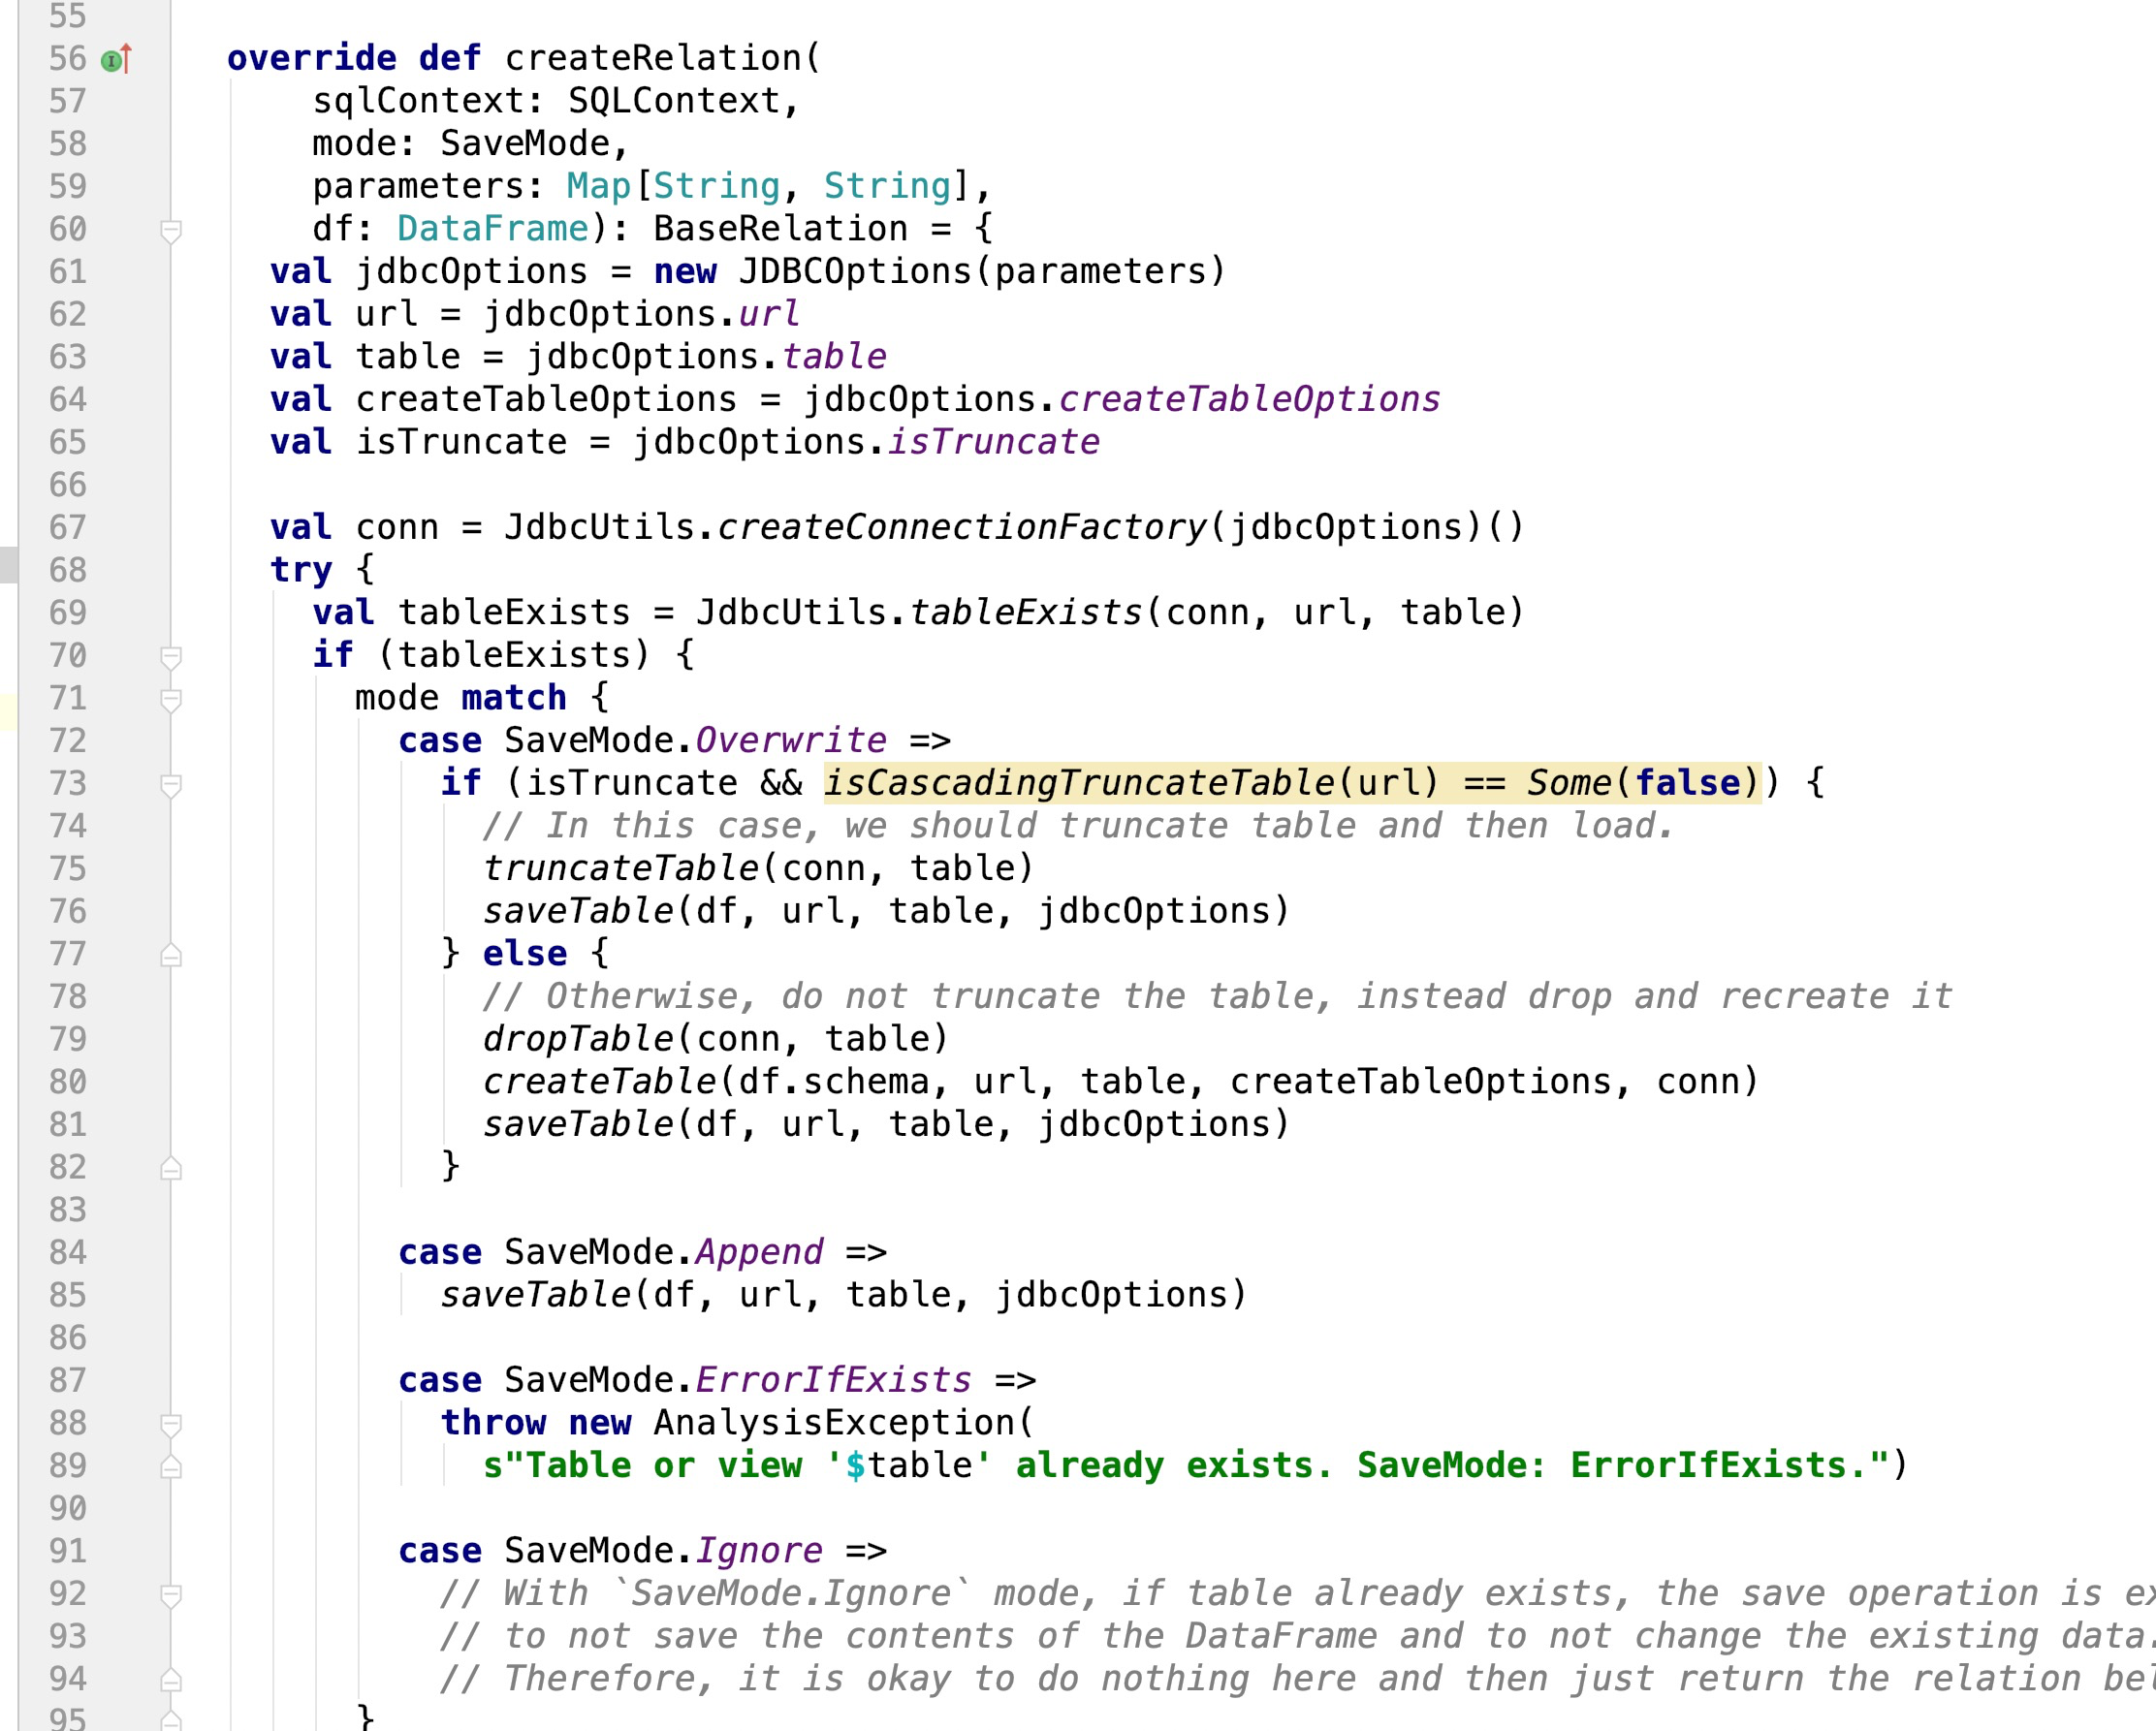 55
56 override def createRelation(
57 sqlContext: SQLContext,
58 mode: SaveMode,
59 parameters: Map[String, String],
60 df: DataFrame): BaseRelation = {
61 val jdbcOptions = new JDBCOptions(parameters)
62 val url = jdbcOptions.url
63 val table = jdbcOptions.table
64 val createTableOptions = jdbcOptions.createTableOptions
65 val isTruncate = jdbcOptions.isTruncate
66
67 val conn = JdbcUtils.createConnectionFactory(jdbcOptions)()
68 try {
69 val tableExists = JdbcUtils.tableExists(conn, url, table)
70 if (tableExists) {
71 mode match {
72 case SaveMode.Overwrite =>
73 if (isTruncate && isCascadingTruncateTable(url) == Some(false)) {
74 // In this case, we should truncate table and then load.
75 truncateTable(conn, table)
76 saveTable(df, url, table, jdbcOptions)
77 } else {
78 // Otherwise, do not truncate the table, instead drop and recreate it
79 dropTable(conn, table)
80 createTable(df.schema, url, table, createTableOptions, conn)
81 saveTable(df, url, table, jdbcOptions)
82 }
83
84 case SaveMode.Append =>
85 saveTable(df, url, table, jdbcOptions)
86
87 case SaveMode.ErrorIfExists =>
88 throw new AnalysisException(
89 s"Table or view '$table' already exists. SaveMode: ErrorIfExists.")
90
91 case SaveMode.Ignore =>
92 // With `SaveMode.Ignore` mode, if table already exists, the save operation is
93 // to not save the contents of the DataFrame and to not change the existing data.
94 // Therefore, it is okay to do nothing here and then just return the relation
95 }